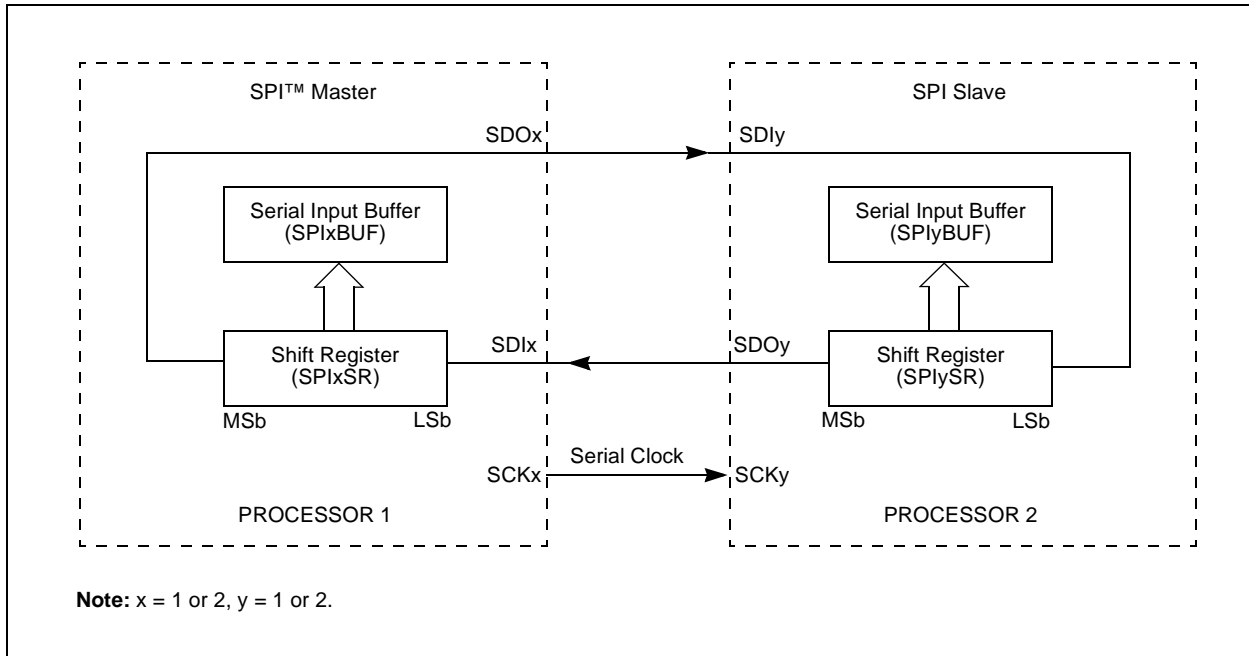 SPI™ Master
SPI Slave
SDOx
SDIy
Serial Input Buffer
(SPIxBUF)
Serial Input Buffer
(SPIyBUF)
SDIx
SDOy
Shift Register
(SPIxSR)
Shift Register
(SPIySR)
MSb
LSb
MSb
LSb
Serial Clock
SCKx
SCKy
PROCESSOR 1
PROCESSOR 2
Note: x = 1 or 2, y = 1 or 2.